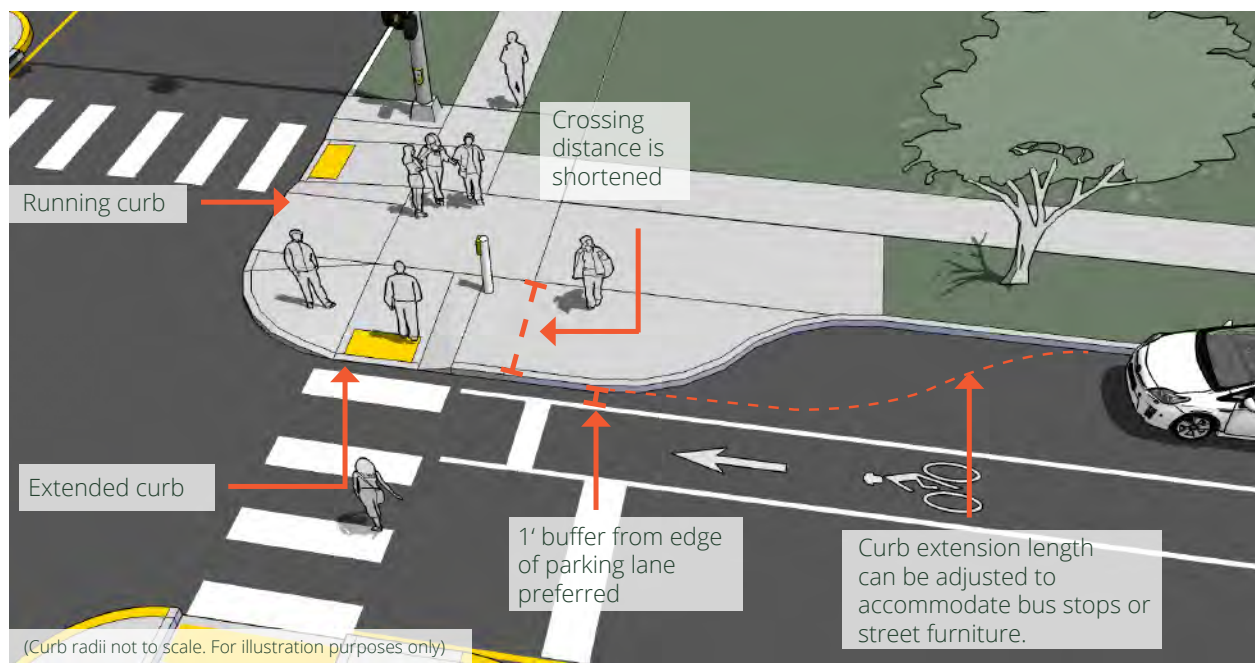 Crossing
distance is
shortened
Running curb
Extended curb
1' buffer from edge
of parking lane
preferred
Curb extension length
can be adjusted to
accommodate bus stops or
street furniture.
(Curb radii not to scale. For illustration purposes only)